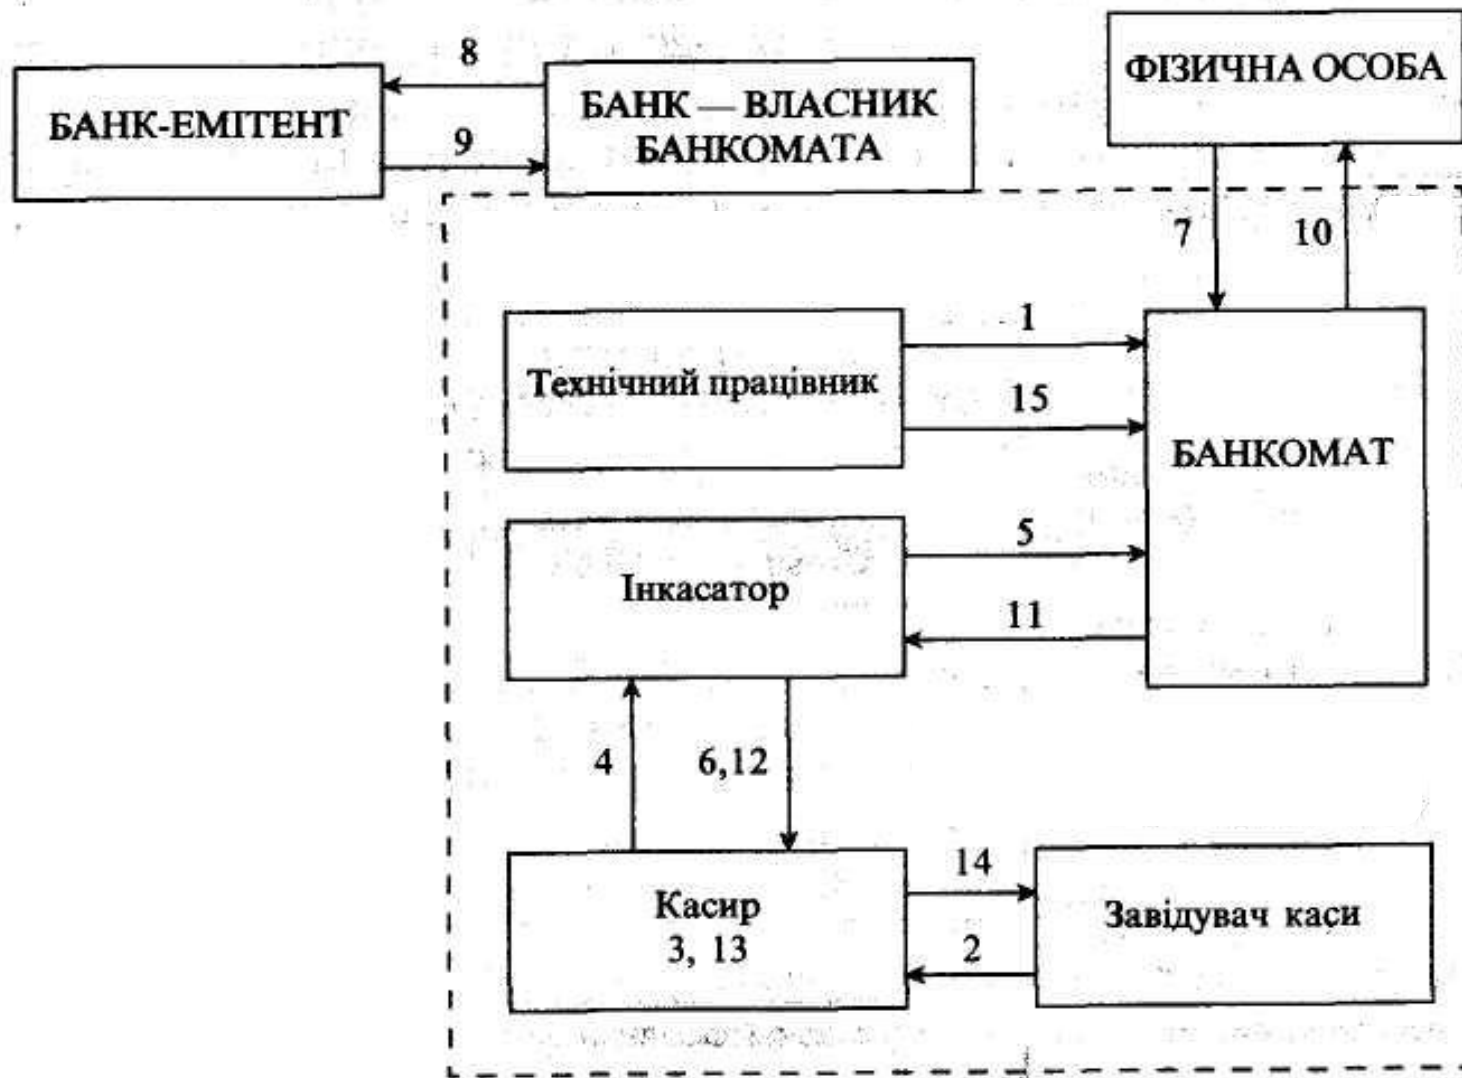 ФІЗИЧНА ОСОБА
8
БАНК-ЕМІТЕНТ
БАНК — ВЛАСНИК
БАНКОМАТА
9
7
10
1
Технічний працівник
15
БАНКОМАТ
5
Інкасатор
11
4
6,12
14
Касир
3, 13
Завідувач каси
2